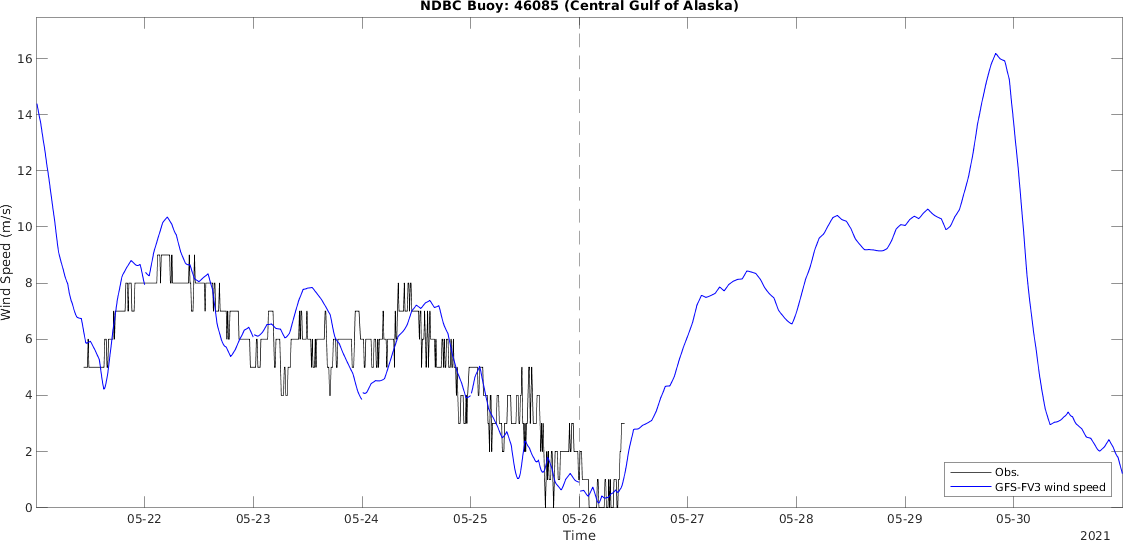 NDBC Buoy: 46085 (Central Gulf of Alaska)
Wind Speed (m/s)
16
14
12
10
8
6
4
2
0
05-22 05-23 05-24 05-25 05-26 05-27 05-28 05-29 05-30
Time
2021
Obs.
GFS-FV3 wind speed